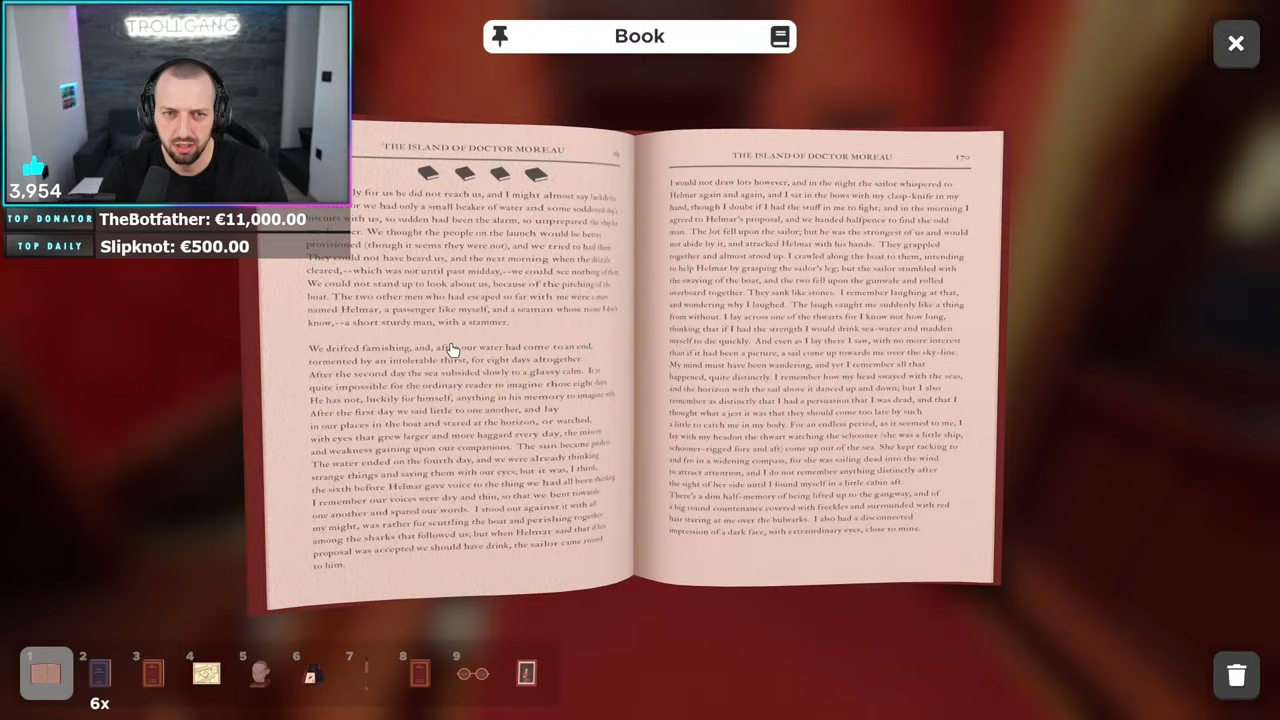 TROLLGANG
Book
3,954
TOP DONATOR TheBotfather: €11,000.00
TOP DAILY Slipknot: €500.00
THE ISLAND OF DOCTOR MOREAU
ly for us he did not reach us, and I might almost say luckily for
for we had only a small beaker of water and some soddened ship's
biscuits with us, so sudden had been the alarm, so unprepared the ship for
We thought the people on the launch would be better
provisioned (though it seems they were not), and we tried to hail them
They could not have heard us, and the next morning when the drizzle
cleared,--which was not until past midday,--we could see nothing of them
We could not stand up to look about us, because of the pitching of the
boat. The two other men who had escaped so far with me were a man
named Helmar, a passenger like myself, and a seaman whose name I don't
know,--a short sturdy man, with a stammer.
We drifted famishing, and, after our water had come to an end,
tormented by an intolerable thirst, for eight days altogether.
After the second day the sea subsided slowly to a glassy calm. It is
quite impossible for the ordinary reader to imagine those eight days
He has not, luckily for himself, anything in his memory to imagine with.
After the first day we said little to one another, and lay
in our places in the boat and stared at the horizon, or watched,
with eyes that grew larger and more haggard every day, the misery
and weakness gaining upon our companions. The sun became pitiless
The water ended on the fourth day, and we were already thinking
strange things and saying them with our eyes; but it was, I think,
the sixth before Helmar gave voice to the thing we had all been thinking
I remember our voices were dry and thin, so that we bent towards
one another and spared our words. I stood out against it with all
my might, was rather for scuttling the boat and perishing together
among the sharks that followed us; but when Helmar said that if his
proposal was accepted we should have drink, the sailor came round
to him.
THE ISLAND OF DOCTOR MOREAU 170
I would not draw lots however, and in the night the sailor whispered to
Helmar again and again, and I sat in the bows with my clasp-knife in my
hand, though I doubt if I had the stuff in me to fight; and in the morning I
agreed to Helmar's proposal, and we handed halfpence to find the odd
man. The lot fell upon the sailor; but he was the strongest of us and would
not abide by it, and attacked Helmar with his hands. They grappled
together and almost stood up. I crawled along the boat to them, intending
to help Helmar by grasping the sailor's leg; but the sailor stumbled with
the swaying of the boat, and the two fell upon the gunwale and rolled
overboard together. They sank like stones. I remember laughing at that,
and wondering why I laughed. The laugh caught me suddenly like a thing
from without. I lay across one of the thwarts for I know not how long,
thinking that if I had the strength I would drink sea-water and madden
myself to die quickly. And even as I lay there I saw, with no more interest
than if it had been a picture, a sail come up towards me over the sky-line.
My mind must have been wandering, and yet I remember all that
happened, quite distinctly. I remember how my head swayed with the seas,
and the horizon with the sail above it danced up and down; but I also
remember as distinctly that I had a persuasion that I was dead, and that I
thought what a jest it was that they should come too late by such
a little to catch me in my body. For an endless period, as it seemed to me, I
lay with my headon the thwart watching the schooner (she was a little ship,
schooner-rigged fore and aft) come up out of the sea. She kept tacking to
and fro in a widening compass, for she was sailing dead into the wind.
to attract attention, and I do not remember anything distinctly after
the sight of her side until I found myself in a little cabin aft.
There's a dim half-memory of being lifted up to the gangway, and of
a big round countenance covered with freckles and surrounded with red
hair staring at me over the bulwarks. I also had a disconnected
impression of a dark face, with extraordinary eyes, close to mine.
1 2 3 4 5 6 7 8 9
6x